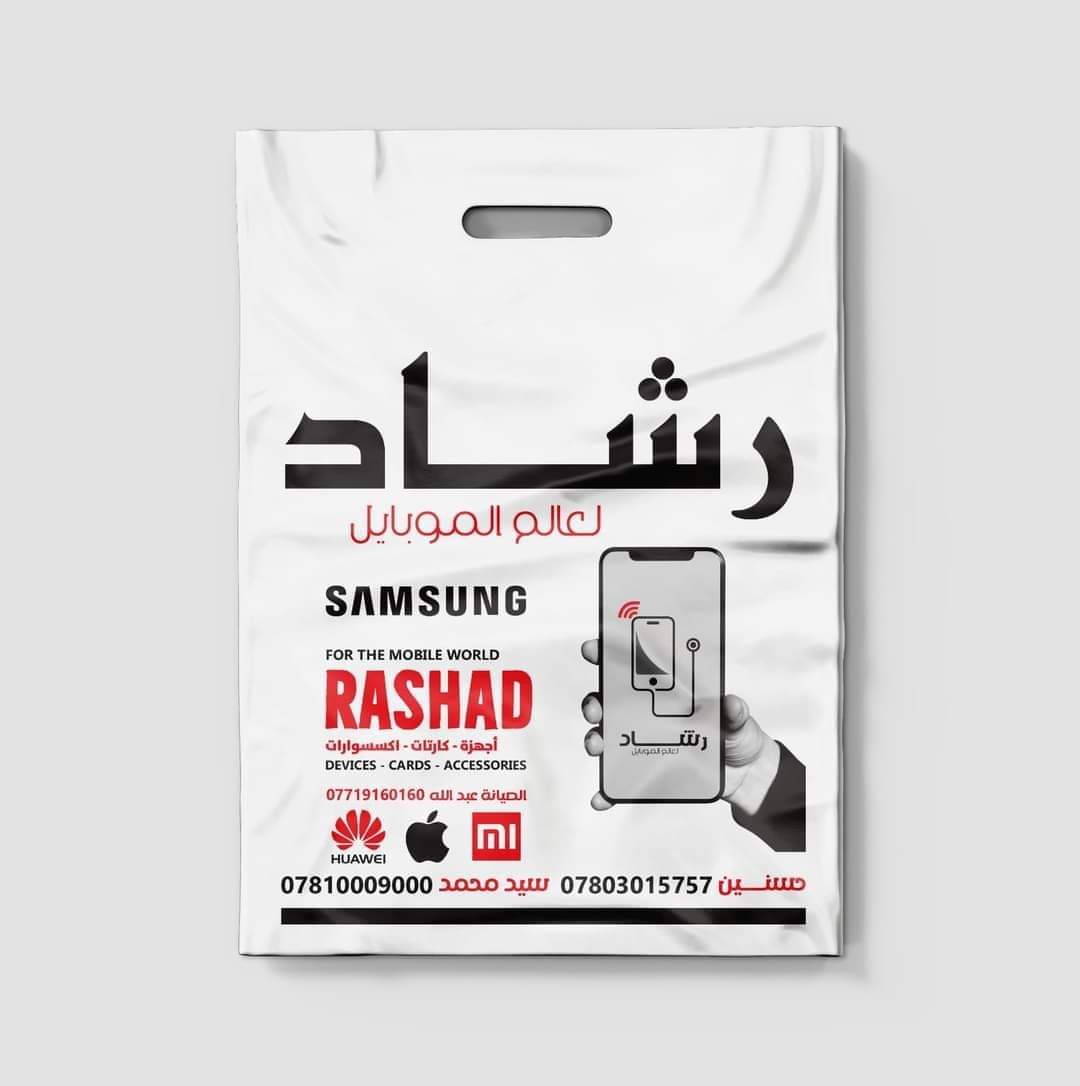 رشاد
لعالم الموبايل
SAMSUNG
FOR THE MOBILE WORLD
RASHAD
أجهزة - كارتات - اكسسوارات
DEVICES - CARDS - ACCESSORIES
الصيانة عبد الله 07719160160
HUAWEI
mi
رشاد
لعالم الموبايل
حسنين 07803015757 سيد محمد 07810009000